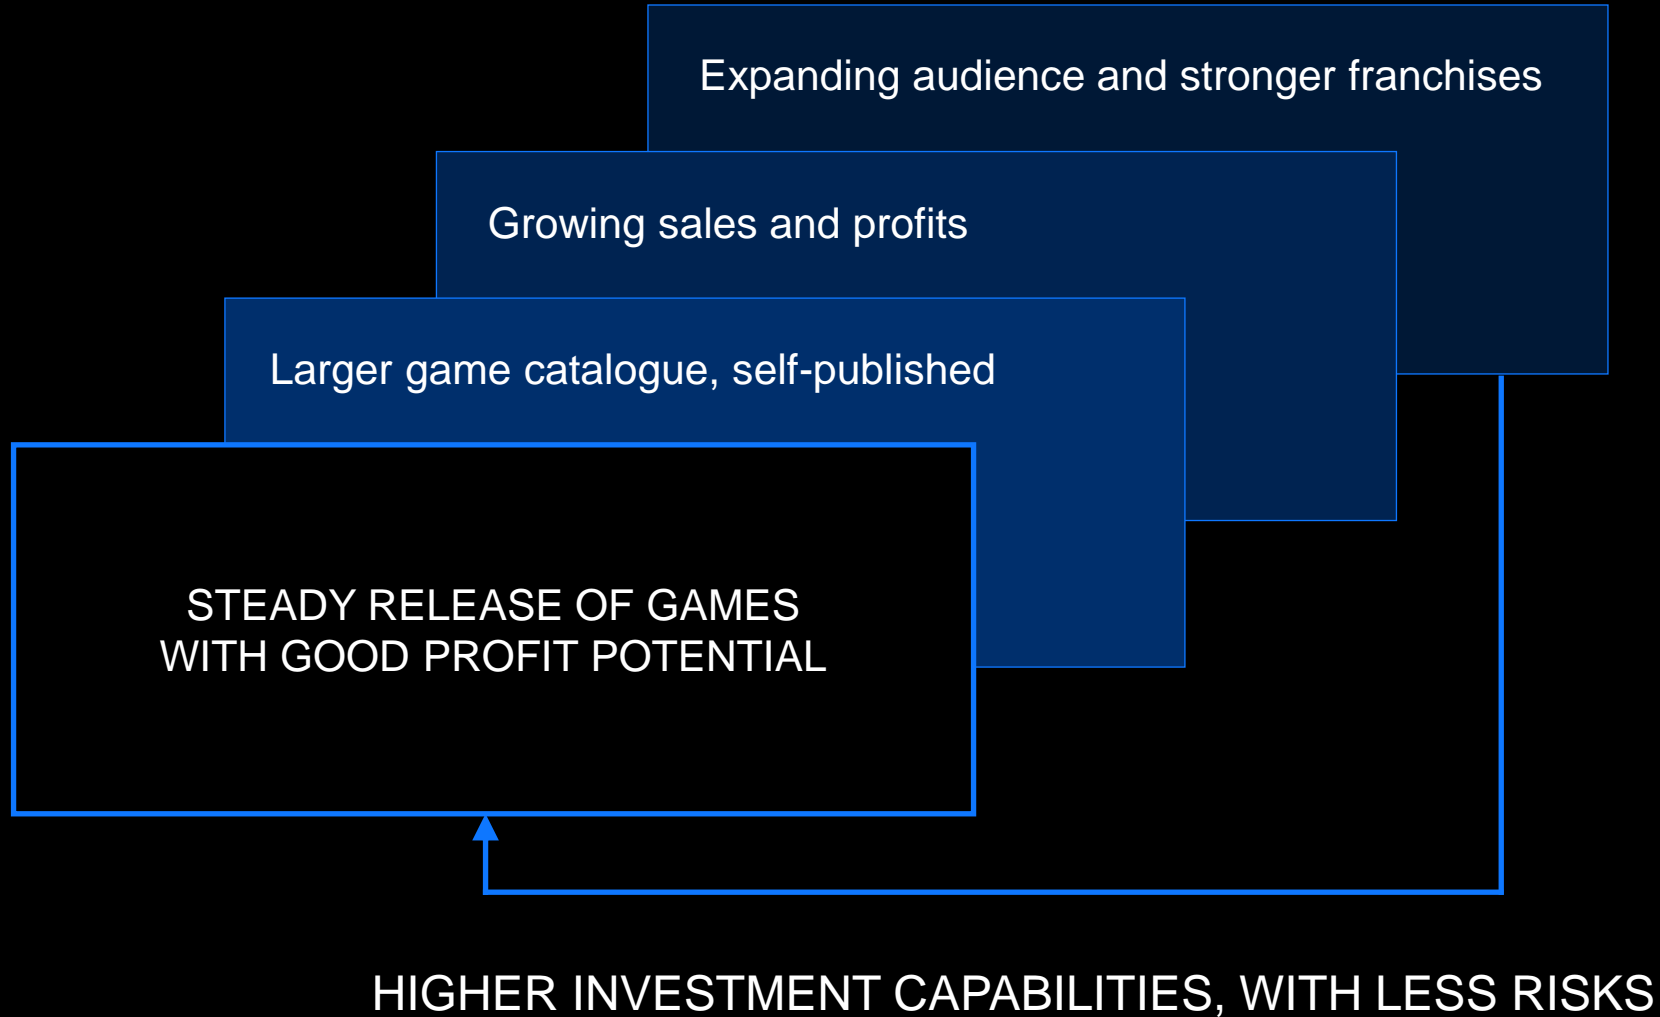 Expanding audience and stronger franchises
Growing sales and profits
Larger game catalogue, self-published
STEADY RELEASE OF GAMES
WITH GOOD PROFIT POTENTIAL
HIGHER INVESTMENT CAPABILITIES, WITH LESS RISKS